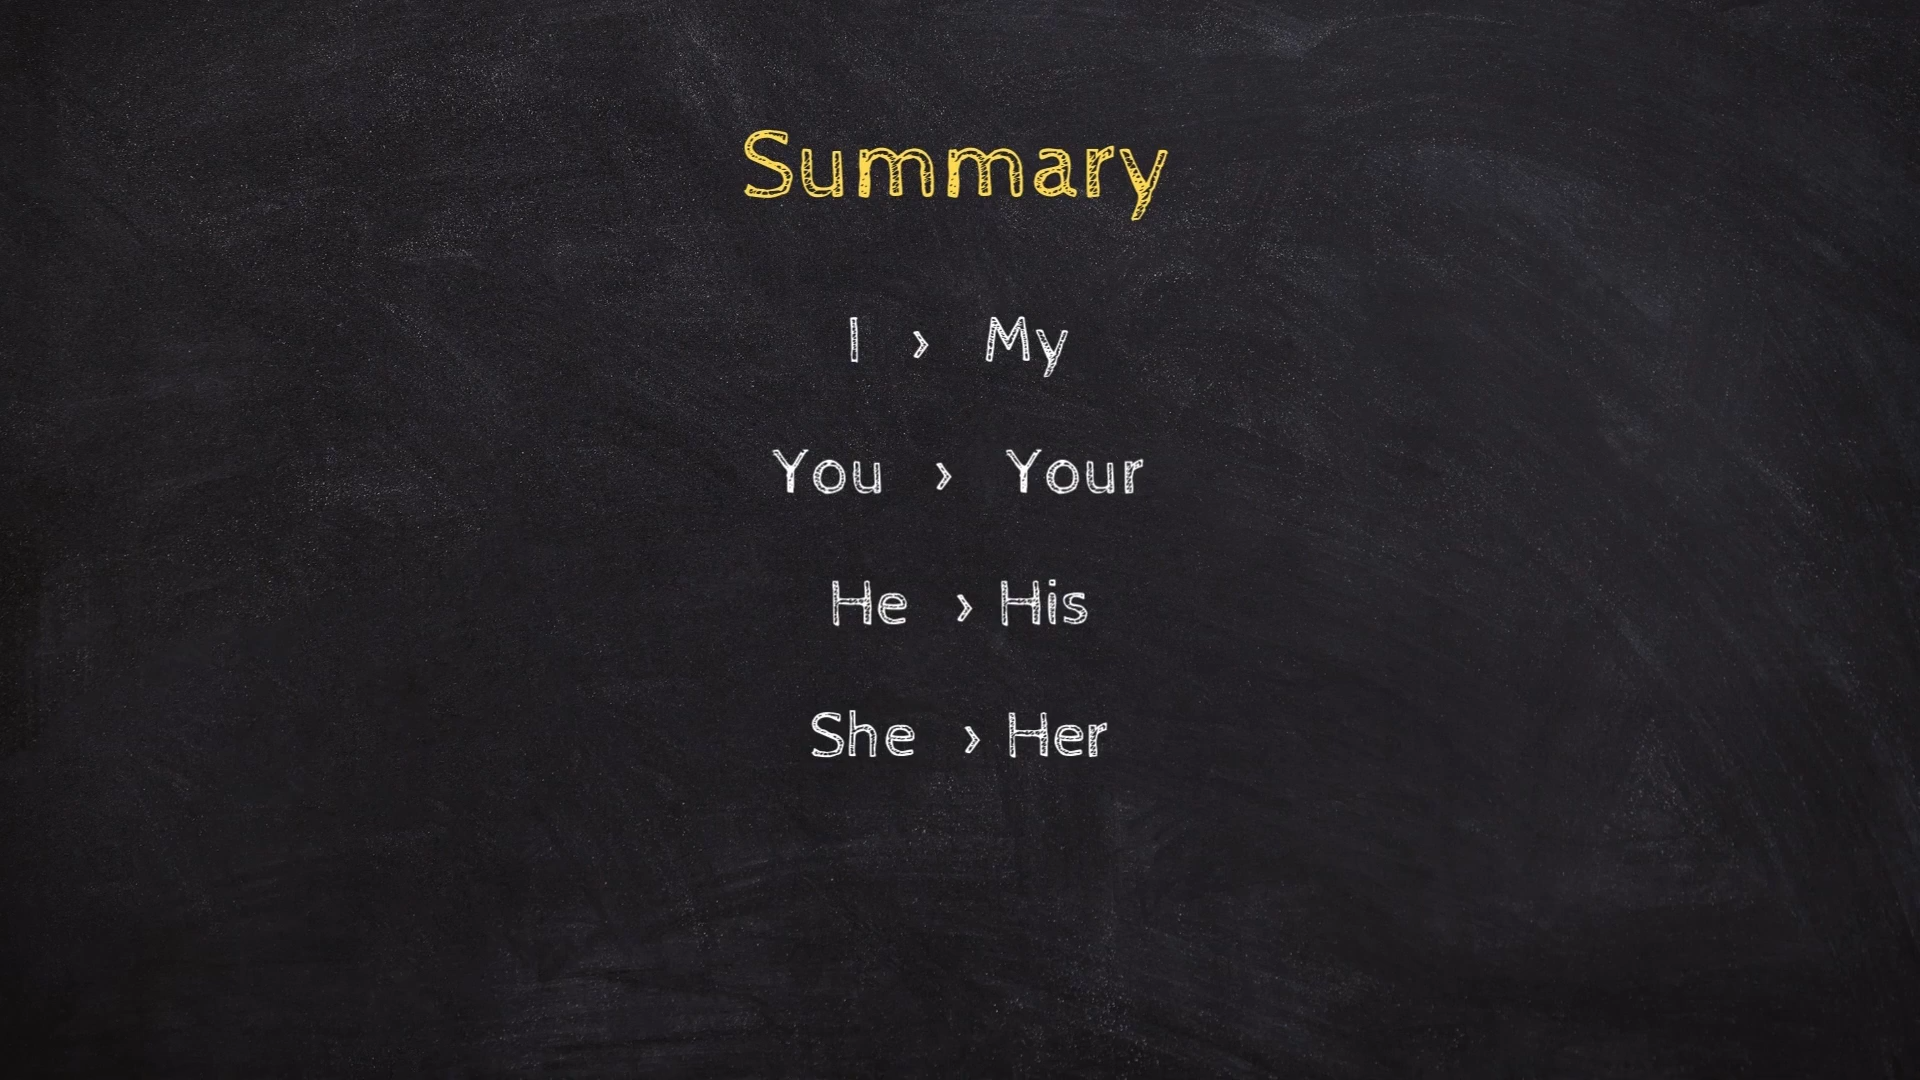 Summary
I › My
You › Your
He › His
She › Her